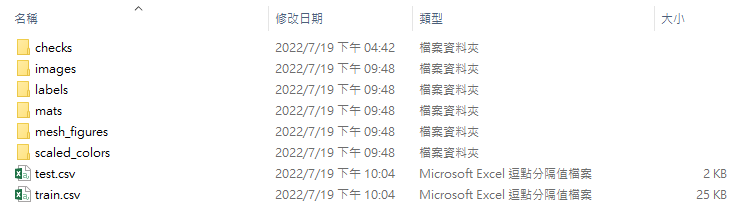 名稱 修改日期 類型 大小
checks 2022/7/19 下午 04:42 檔案資料夾
images 2022/7/19 下午 09:48 檔案資料夾
labels 2022/7/19 下午 09:48 檔案資料夾
mats 2022/7/19 下午 09:48 檔案資料夾
mesh_figures 2022/7/19 下午 09:48 檔案資料夾
scaled_colors 2022/7/19 下午 09:48 檔案資料夾
test.csv 2022/7/19 下午 10:04 Microsoft Excel 逗點分隔值檔案 2 KB
train.csv 2022/7/19 下午 10:04 Microsoft Excel 逗點分隔值檔案 25 KB